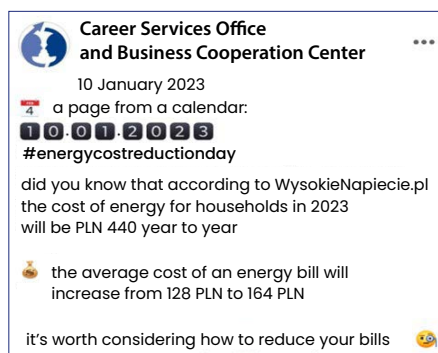 Career Services Office
and Business Cooperation Center
10 January 2023
4 a page from a calendar:
10.01.2023
#energycostreductionday
did you know that according to WysokieNapiecie.pl
the cost of energy for households in 2023
will be PLN 440 year to year
the average cost of an energy bill will
increase from 128 PLN to 164 PLN
it's worth considering how to reduce your bills